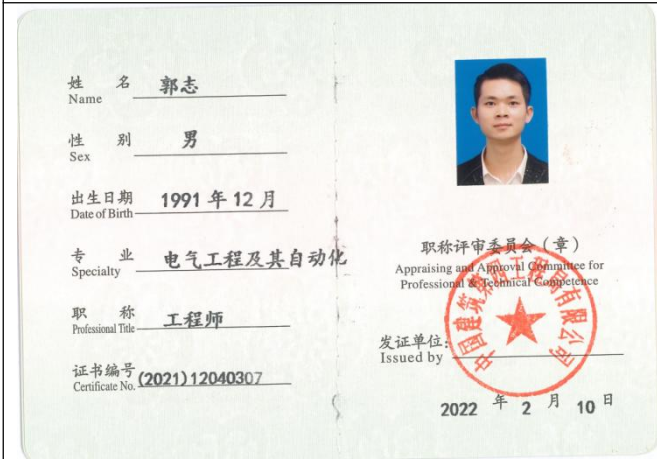 姓 名 郭志
Name
性 别 男
Sex
出生日期 1991 年 12 月
Date of Birth
专 业 电气工程及其自动化
Specialty
职 称 工程师
Professional Title
证书编号 (2021)12040307
Certificate No.
职称评审委员会(章)
Appraising and Approval Committee for
Professional & Technical Competence
发证单位:
Issued by
2022 年 2 月 10 日